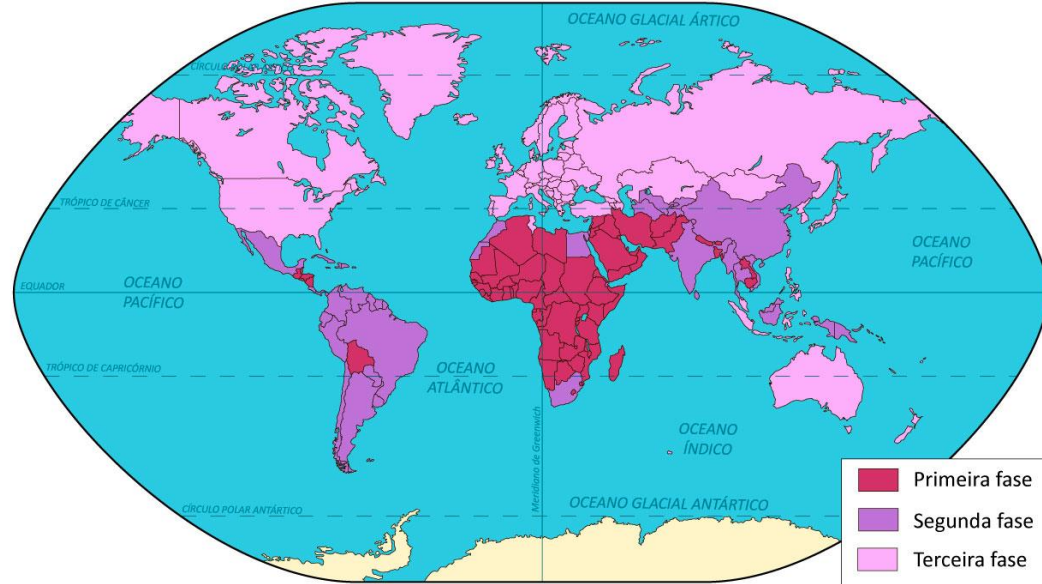 OCEANO GLACIAL ÁRTICO
CÍRCULO POLAR
TRÓPICO DE CÂNCER
OCEANO
PACÍFICO
OCEANO
PACÍFICO
EQUADOR
TRÓPICO DE CAPRICÓRNIO
OCEANO
ATLÂNTICO
OCEANO
ÍNDICO
Meridiano de Greenwich
CÍRCULO POLAR ANTÁRTICO
OCEANO GLACIAL ANTÁRTICO
Primeira fase
Segunda fase
Terceira fase